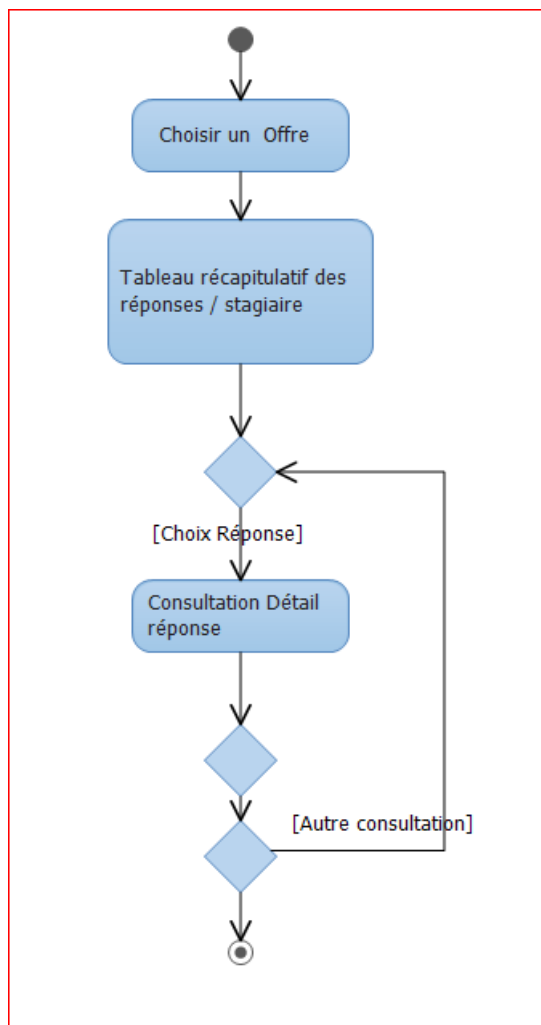 Choisir un  Offre
Tableau récapitulatif des
réponses / stagiaire
[Choix Réponse]
Consultation Détail
réponse
[Autre consultation]